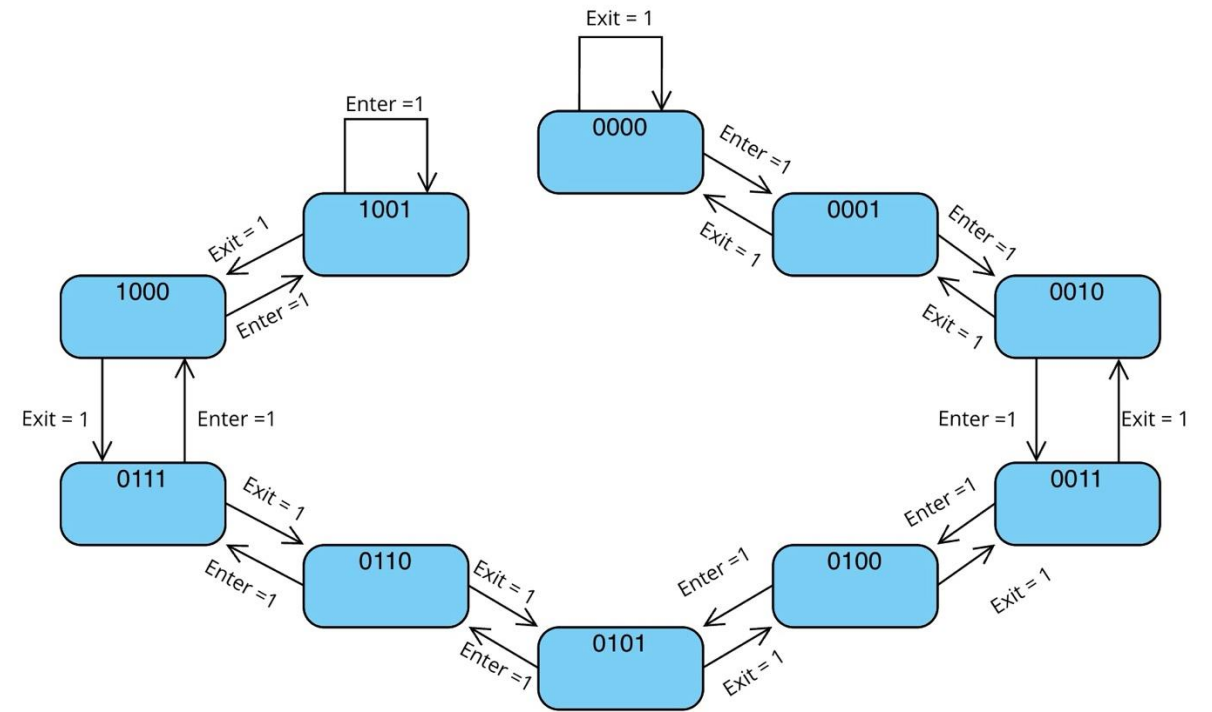 Exit = 1
Enter =1
0000
Enter =1
1001
0001
Exit = 1
Enter =1
Exit = 1
1000
Enter =1
0010
Exit = 1
Exit = 1
Enter =1
Enter =1
Exit = 1
0111
0011
Exit = 1
Enter =1
0110
0100
Enter =1
Exit = 1
Enter =1
Exit = 1
0101
Enter =1
Exit = 1